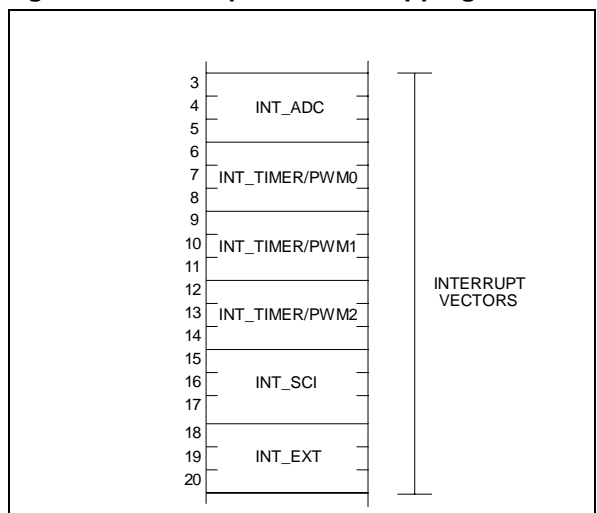 3
4 INT_ADC
5
6
7 INT_TIMER/PWM0
8
9
10 INT_TIMER/PWM1
11
12
13 INT_TIMER/PWM2
14
15
16 INT_SCI
17
18
19 INT_EXT
20
INTERRUPT
VECTORS